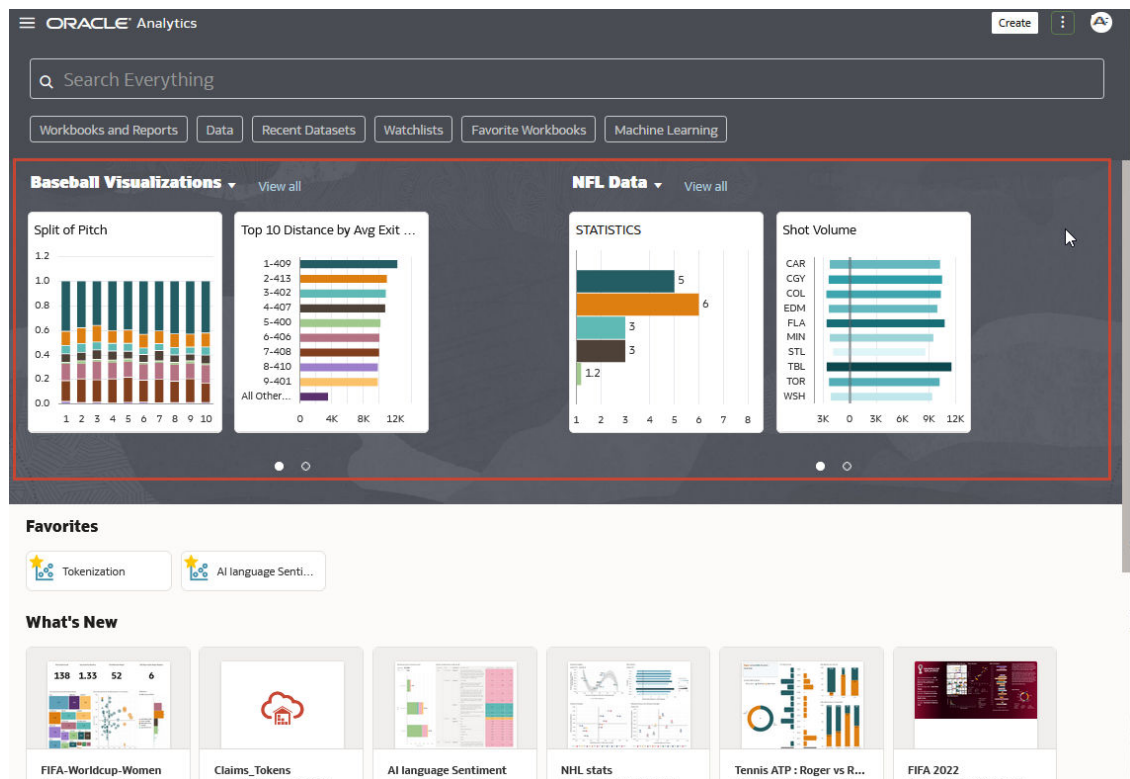 ORACLE Analytics
Create
Search Everything
Workbooks and Reports
Data
Recent Datasets
Watchlists
Favorite Workbooks
Machine Learning
Baseball Visualizations
View all
NFL Data
View all
Split of Pitch
1.2
1.0
0.8
0.6
0.4
0.2
0.0
1 2 3 4 5 6 7 8 9 10
Top 10 Distance by Avg Exit ...
1-409
2-413
3-402
4-407
5-400
6-406
7-408
8-410
9-401
All Other...
0 4K 8K 12K
STATISTICS
5
6
3
3
1.2
1 2 3 4 5 6 7 8
Shot Volume
CAR
CGY
COL
EDM
FLA
MIN
STL
TBL
TOR
WSH
3K 0 3K 6K 9K 12K
Favorites
Tokenization
AI language Senti...
What's New
138 1.33 52 6
FIFA-Worldcup-Women
Claims_Tokens
AI language Sentiment
NHL stats
Tennis ATP : Roger vs R...
FIFA 2022